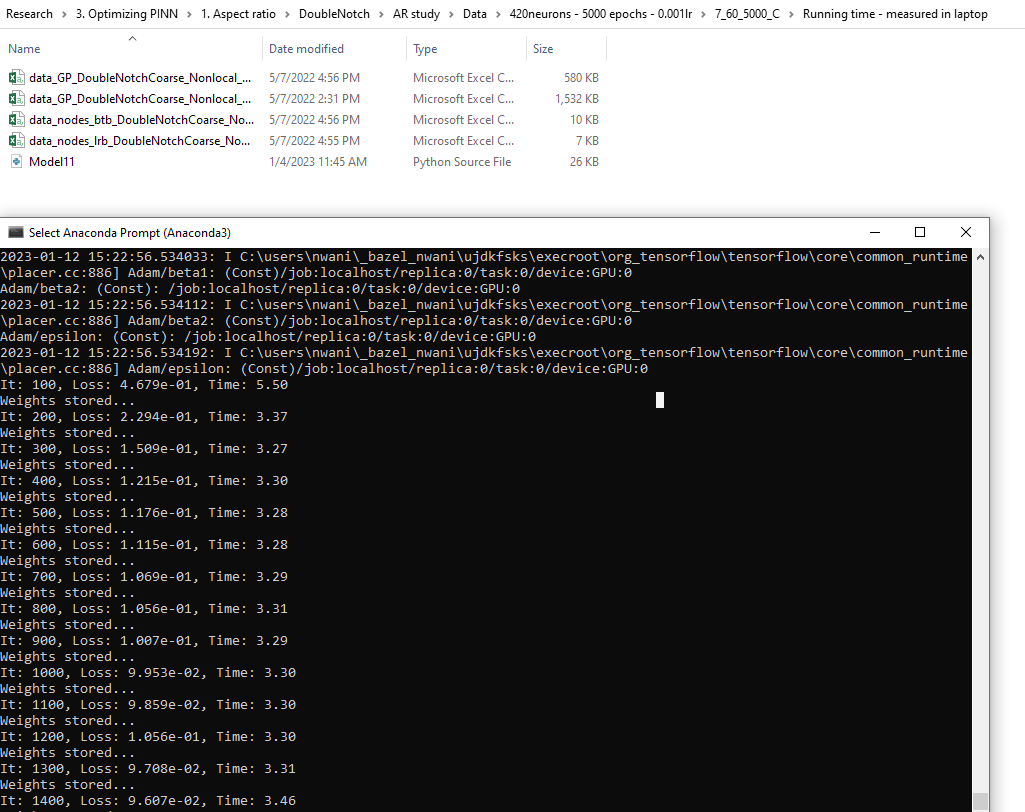 Research > 3. Optimizing PINN > 1. Aspect ratio > DoubleNotch > AR study > Data > 420neurons - 5000 epochs - 0.001lr > 7_60_5000_C > Running time - measured in laptop
Name Date modified Type Size
data_GP_DoubleNotchCoarse_Nonlocal_... 5/7/2022 4:56 PM Microsoft Excel C... 580 KB
data_GP_DoubleNotchCoarse_Nonlocal_... 5/7/2022 2:31 PM Microsoft Excel C... 1,532 KB
data_nodes_btb_DoubleNotchCoarse_No... 5/7/2022 4:56 PM Microsoft Excel C... 10 KB
data_nodes_lrb_DoubleNotchCoarse_No... 5/7/2022 4:55 PM Microsoft Excel C... 7 KB
Model11 1/4/2023 11:45 AM Python Source File 26 KB
Select Anaconda Prompt (Anaconda3)
2023-01-12 15:22:56.534033: I C:\users\nwani\_bazel_nwani\ujdkfsks\execroot\org_tensorflow\tensorflow\core\common_runtime
\placer.cc:886] Adam/beta1: (Const)/job:localhost/replica:0/task:0/device:GPU:0
Adam/beta2: (Const): /job:localhost/replica:0/task:0/device:GPU:0
2023-01-12 15:22:56.534112: I C:\users\nwani\_bazel_nwani\ujdkfsks\execroot\org_tensorflow\tensorflow\core\common_runtime
\placer.cc:886] Adam/beta2: (Const)/job:localhost/replica:0/task:0/device:GPU:0
Adam/epsilon: (Const): /job:localhost/replica:0/task:0/device:GPU:0
2023-01-12 15:22:56.534192: I C:\users\nwani\_bazel_nwani\ujdkfsks\execroot\org_tensorflow\tensorflow\core\common_runtime
\placer.cc:886] Adam/epsilon: (Const)/job:localhost/replica:0/task:0/device:GPU:0
It: 100, Loss: 4.679e-01, Time: 5.50
Weights stored...
It: 200, Loss: 2.294e-01, Time: 3.37
Weights stored...
It: 300, Loss: 1.509e-01, Time: 3.27
Weights stored...
It: 400, Loss: 1.215e-01, Time: 3.30
Weights stored...
It: 500, Loss: 1.176e-01, Time: 3.28
Weights stored...
It: 600, Loss: 1.115e-01, Time: 3.28
Weights stored...
It: 700, Loss: 1.069e-01, Time: 3.29
Weights stored...
It: 800, Loss: 1.056e-01, Time: 3.31
Weights stored...
It: 900, Loss: 1.007e-01, Time: 3.29
Weights stored...
It: 1000, Loss: 9.953e-02, Time: 3.30
Weights stored...
It: 1100, Loss: 9.859e-02, Time: 3.30
Weights stored...
It: 1200, Loss: 1.056e-01, Time: 3.30
Weights stored...
It: 1300, Loss: 9.708e-02, Time: 3.31
Weights stored...
It: 1400, Loss: 9.607e-02, Time: 3.46